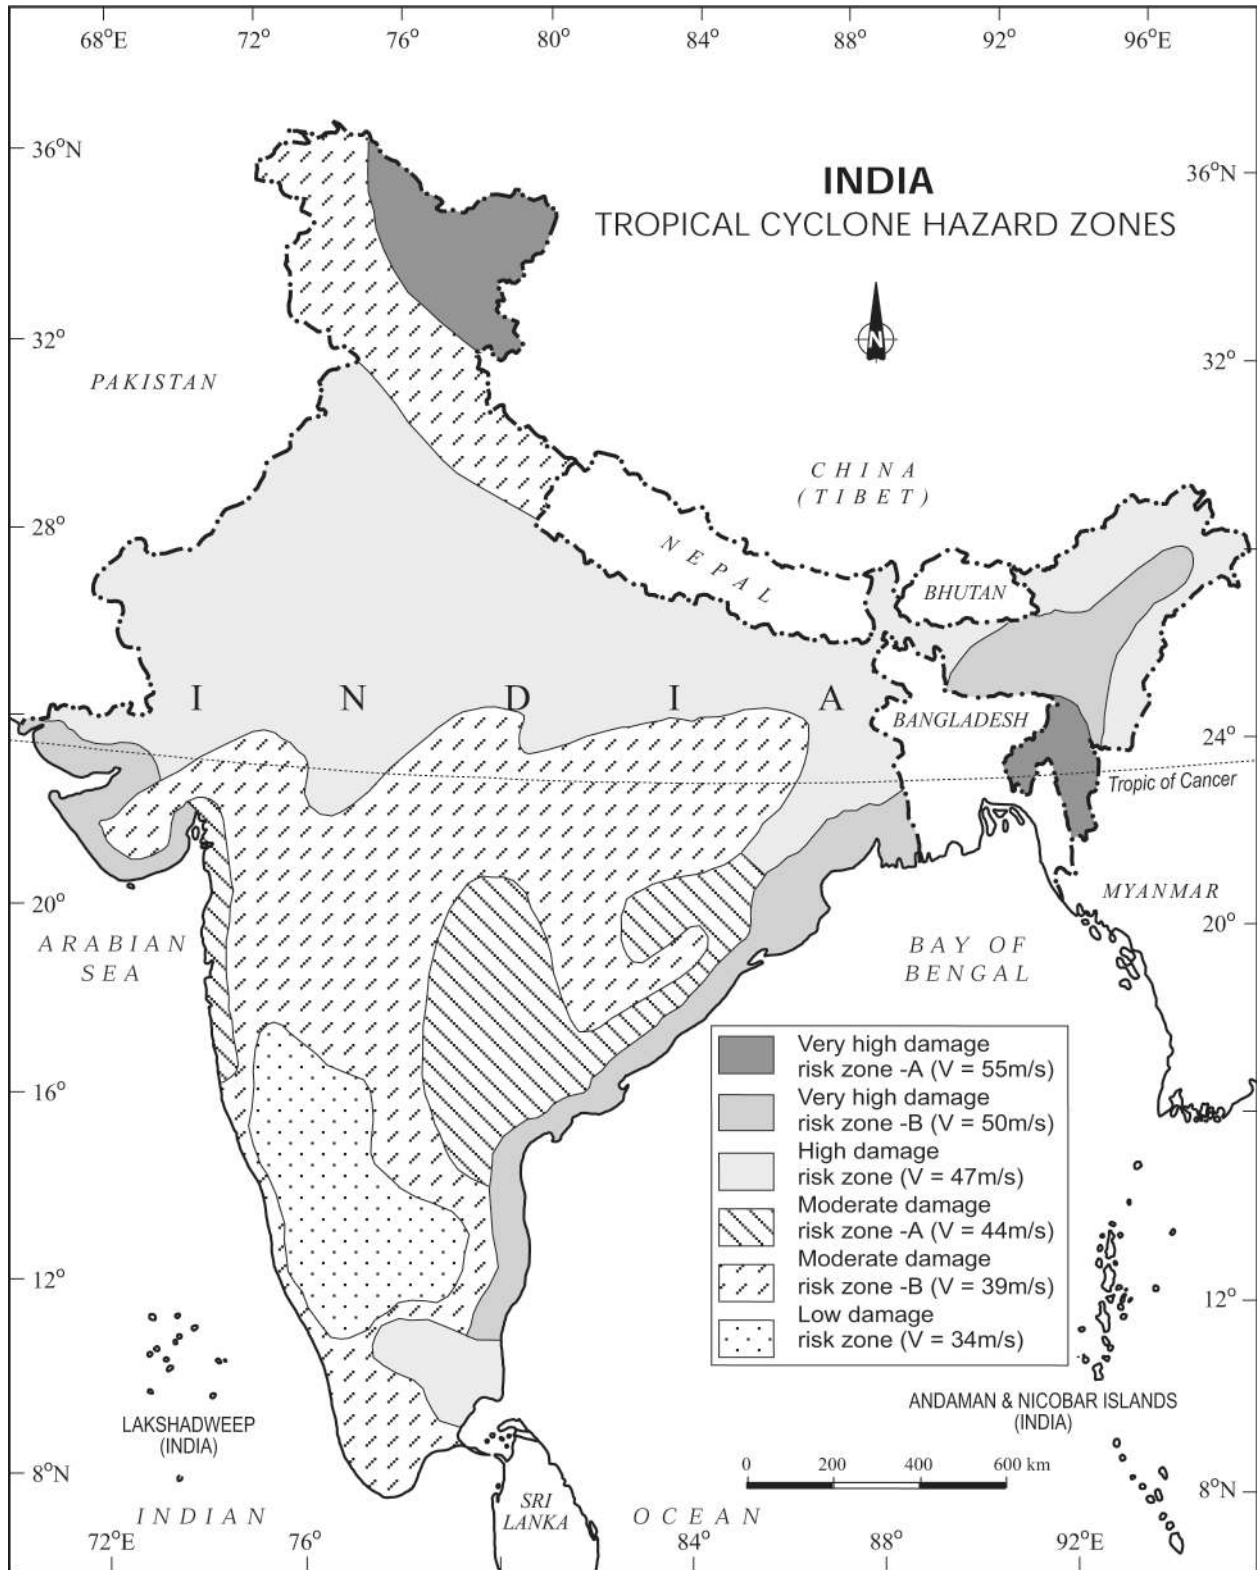 68°E 72° 76° 80° 84° 88° 92° 96°E
36°N
36°N
INDIA
TROPICAL CYCLONE HAZARD ZONES
N
32°
32°
PAKISTAN
CHINA
(TIBET)
28°
NEPAL
BHUTAN
INDIA
BANGLADESH
24°
Tropic of Cancer
MYANMAR
20°
20°
ARABIAN
SEA
BAY OF
BENGAL
Very high damage
risk zone -A (V = 55m/s)
Very high damage
risk zone -B (V = 50m/s)
High damage
risk zone (V = 47m/s)
Moderate damage
risk zone -A (V = 44m/s)
Moderate damage
risk zone -B (V = 39m/s)
Low damage
risk zone (V = 34m/s)
16°
12°
12°
LAKSHADWEEP
(INDIA)
ANDAMAN & NICOBAR ISLANDS
(INDIA)
0 200 400 600 km
8°N
8°N
SRI
LANKA
INDIAN OCEAN
72°E 76° 84° 88° 92°E